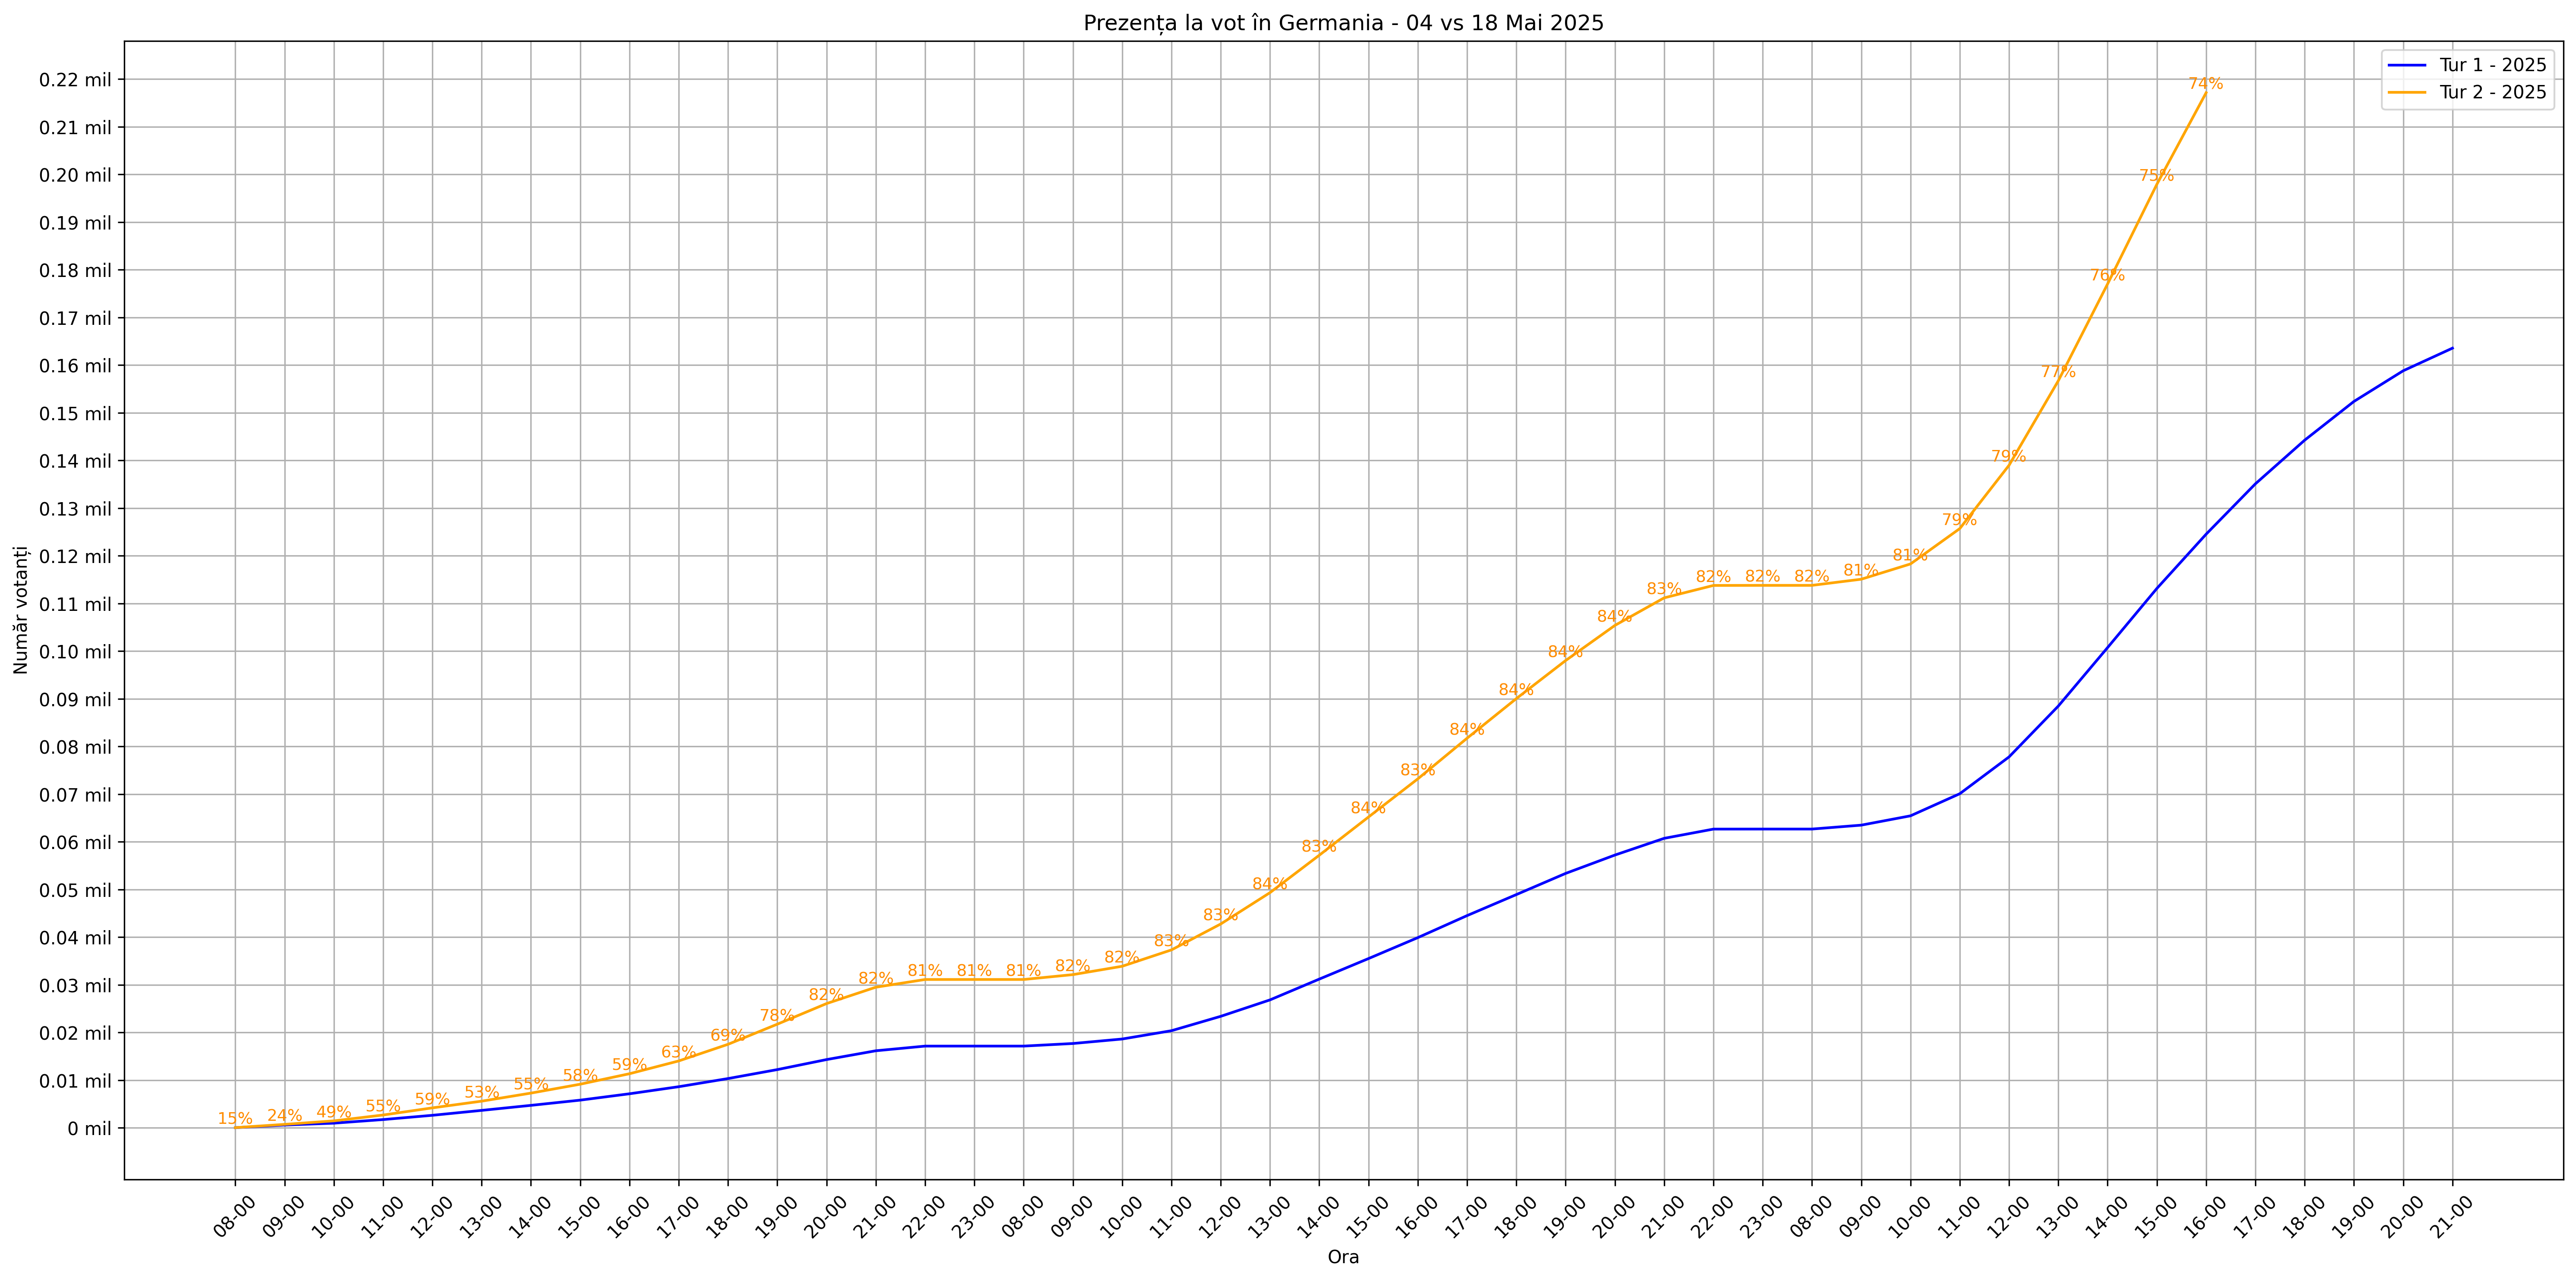 Prezența la vot în Germania - 04 vs 18 Mai 2025
Tur 1 - 2025
Tur 2 - 2025
Număr votanți
0.22 mil
0.21 mil
0.20 mil
0.19 mil
0.18 mil
0.17 mil
0.16 mil
0.15 mil
0.14 mil
0.13 mil
0.12 mil
0.11 mil
0.10 mil
0.09 mil
0.08 mil
0.07 mil
0.06 mil
0.05 mil
0.04 mil
0.03 mil
0.02 mil
0.01 mil
0 mil
15% 24% 49% 55% 59% 53% 55% 58% 59% 63% 69% 78% 82% 82% 81% 81% 81% 82% 82% 83% 83% 84% 83% 84% 83% 84% 84% 84% 84% 83% 82% 82% 82% 81% 81% 79% 79% 77% 76% 75% 74%
08-00 09-00 10-00 11-00 12-00 13-00 14-00 15-00 16-00 17-00 18-00 19-00 20-00 21-00 22-00 23-00 08-00 09-00 10-00 11-00 12-00 13-00 14-00 15-00 16-00 17-00 18-00 19-00 20-00 21-00 22-00 23-00 08-00 09-00 10-00 11-00 12-00 13-00 14-00 15-00 16-00 17-00 18-00 19-00 20-00 21-00
Ora